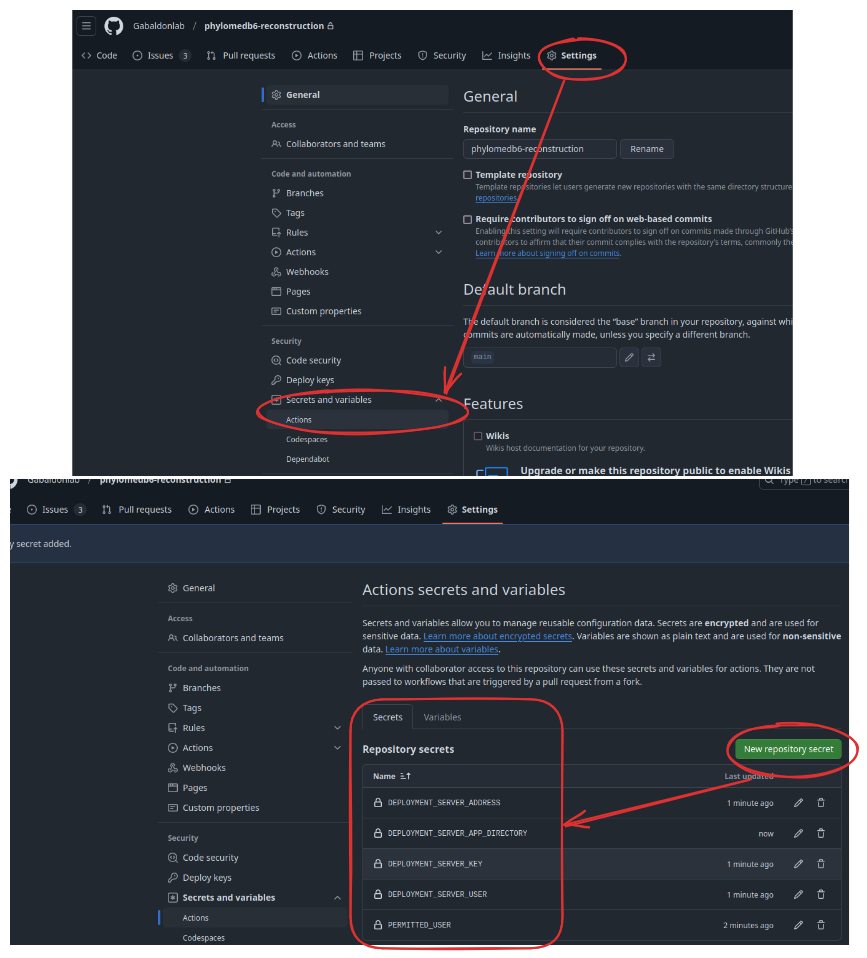 Gabaldonlab / phylomedb6-reconstruction
Code Issues 3 Pull requests Actions Projects Security Insights Settings
General
Access
Collaborators and teams
Code and automation
Branches
Tags
Rules
Actions
Webhooks
Pages
Custom properties
Security
Code security
Deploy keys
Secrets and variables
Actions
Codespaces
Dependabot
General
Repository name
phylomedb6-reconstruction Rename
Template repository
Template repositories let users generate new repositories with the same directory structure
repositories.
Require contributors to sign off on web-based commits
Enabling this setting will require contributors to sign off on commits made through GitHub's
contributors to affirm that their commit complies with the repository's terms, commonly the
Learn more about signing off on commits.
Default branch
The default branch is considered the "base" branch in your repository, against whi
commits are automatically made, unless you specify a different branch.
main
Features
Wikis
Wikis host documentation for your repository.
Upgrade or make this repository public to enable Wikis
Gabaldonlab / phylomedb6-reconstruction
Type / to search
Issues 3 Pull requests Actions Projects Security Insights Settings
y secret added.
General
Access
Collaborators and teams
Code and automation
Branches
Tags
Rules
Actions
Webhooks
Pages
Custom properties
Security
Code security
Deploy keys
Secrets and variables
Actions
Codespaces
Actions secrets and variables
Secrets and variables allow you to manage reusable configuration data. Secrets are encrypted and are used for
sensitive data. Learn more about encrypted secrets. Variables are shown as plain text and are used for non-sensitive
data. Learn more about variables.
Anyone with collaborator access to this repository can use these secrets and variables for actions. They are not
passed to workflows that are triggered by a pull request from a fork.
Secrets Variables
Repository secrets New repository secret
Name Last updated
DEPLOYMENT_SERVER_ADDRESS 1 minute ago
DEPLOYMENT_SERVER_APP_DIRECTORY now
DEPLOYMENT_SERVER_KEY 1 minute ago
DEPLOYMENT_SERVER_USER 1 minute ago
PERMITTED_USER 2 minutes ago